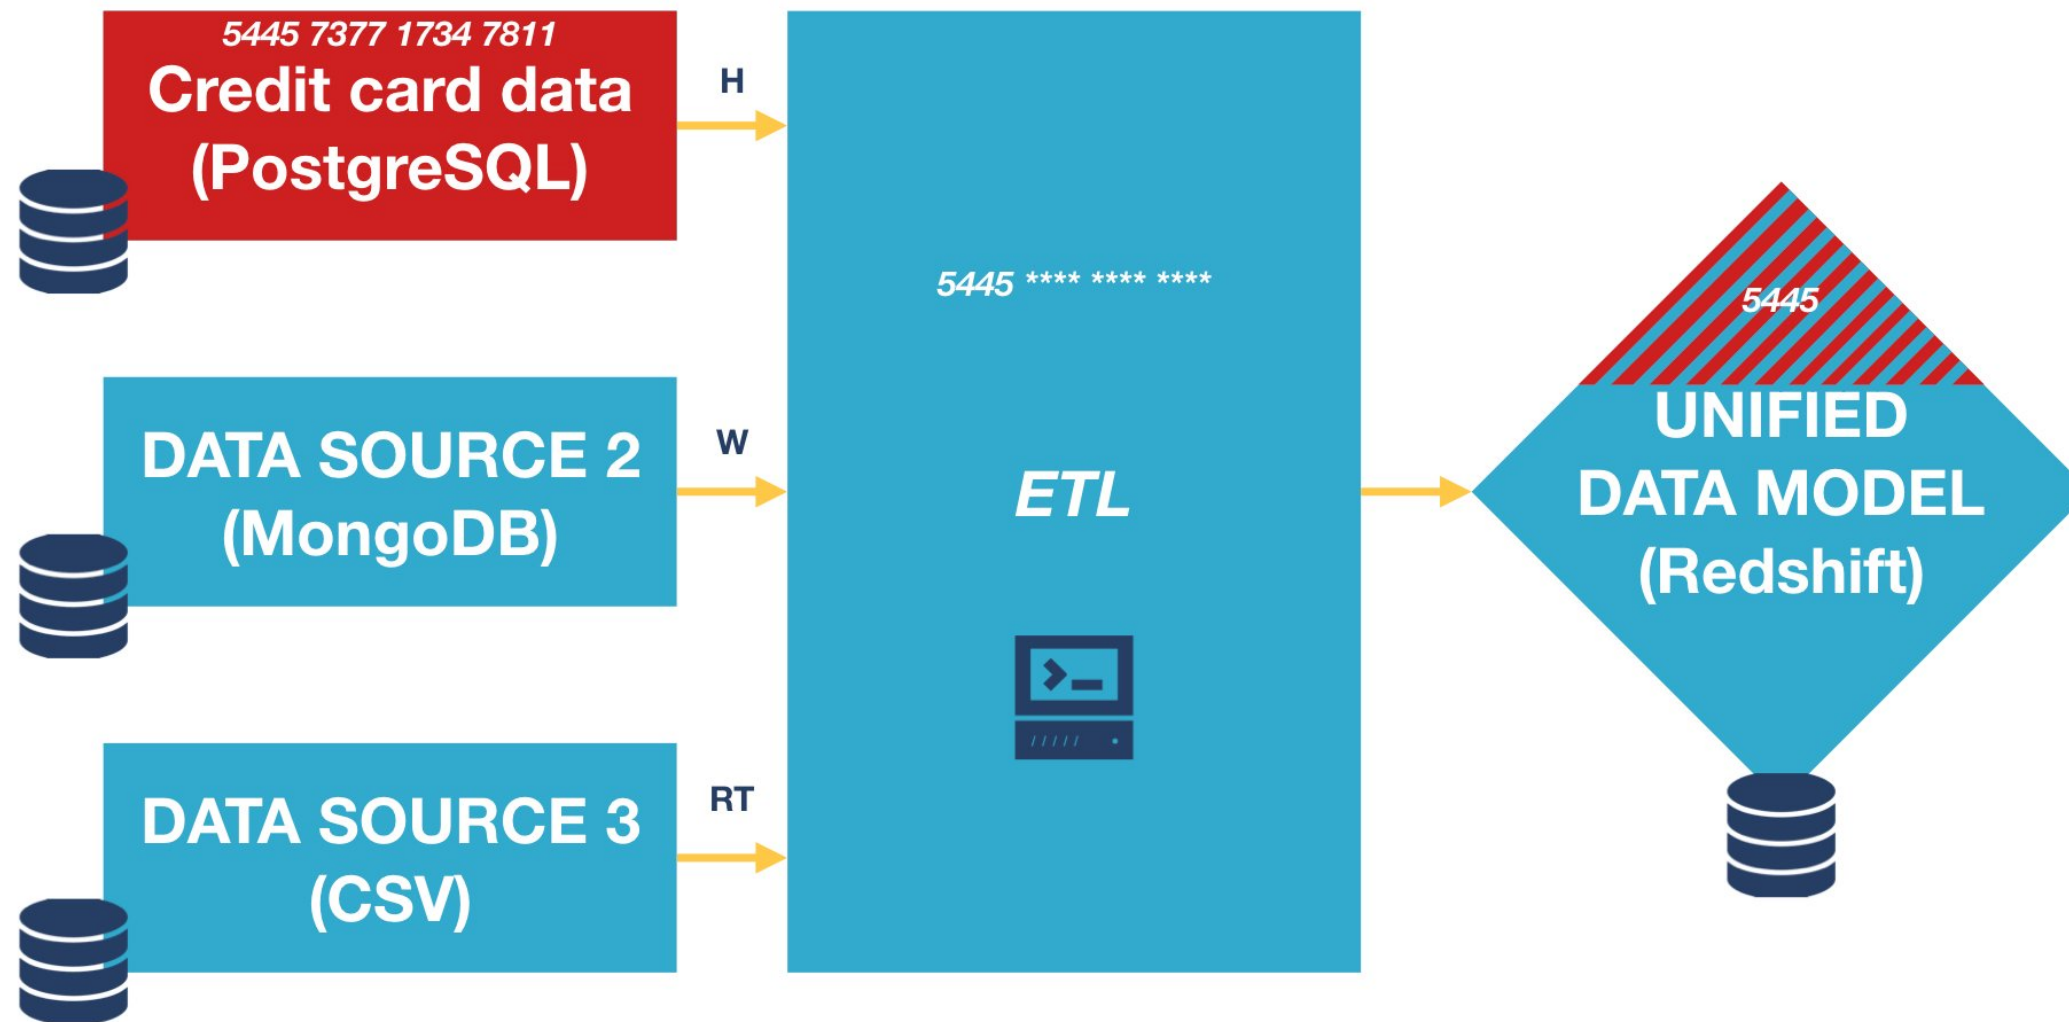 5445 7377 1734 7811
Credit card data
(PostgreSQL)
H
DATA SOURCE 2
(MongoDB)
W
DATA SOURCE 3
(CSV)
RT
5445 **** **** ****
ETL
5445
UNIFIED
DATA MODEL
(Redshift)